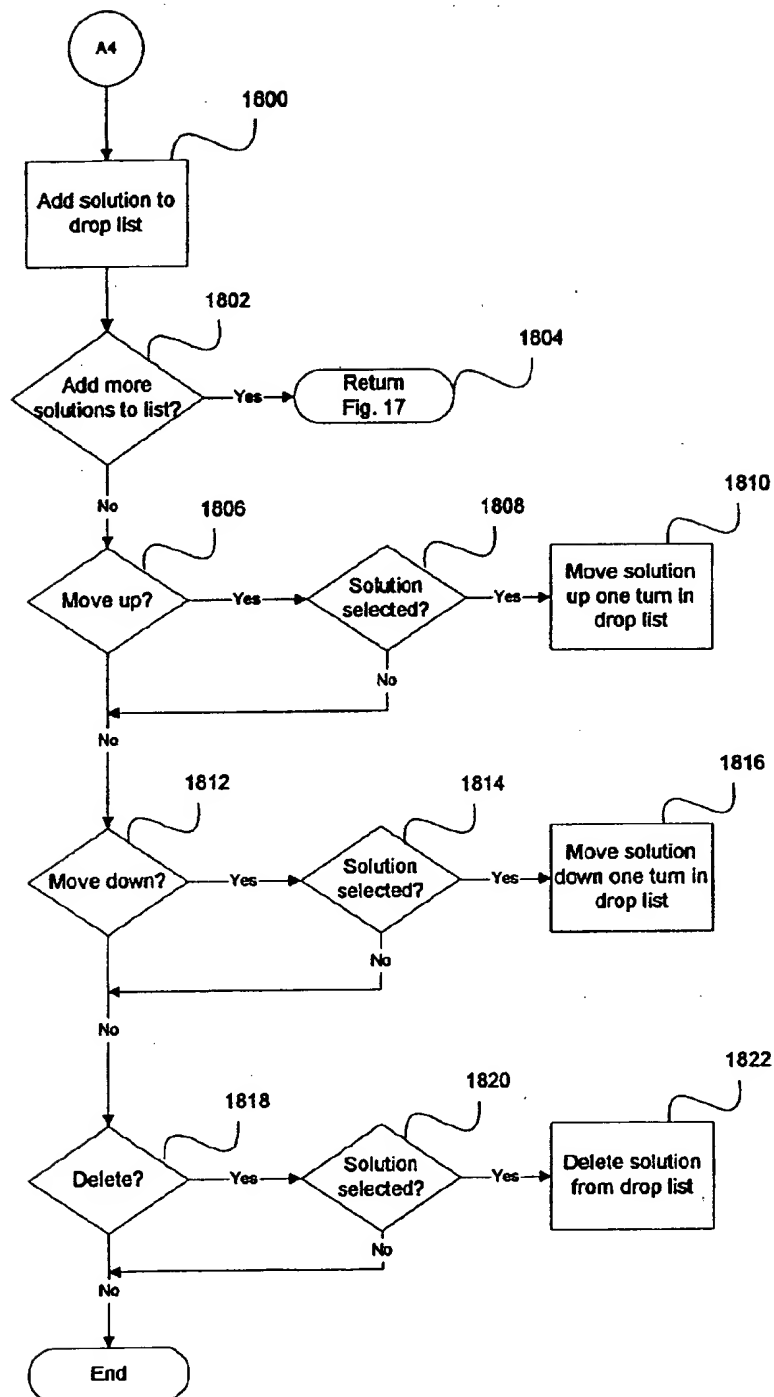 A4
1800
Add solution to
drop list
1802
Add more
solutions to list?
Yes
Return
Fig. 17
1804
No
1806
Move up?
Yes
1808
Solution
selected?
Yes
1810
Move solution
up one turn in
drop list
No
No
1812
Move down?
Yes
1814
Solution
selected?
Yes
1816
Move solution
down one turn in
drop list
No
No
1818
Delete?
Yes
1820
Solution
selected?
Yes
1822
Delete solution
from drop list
No
No
End